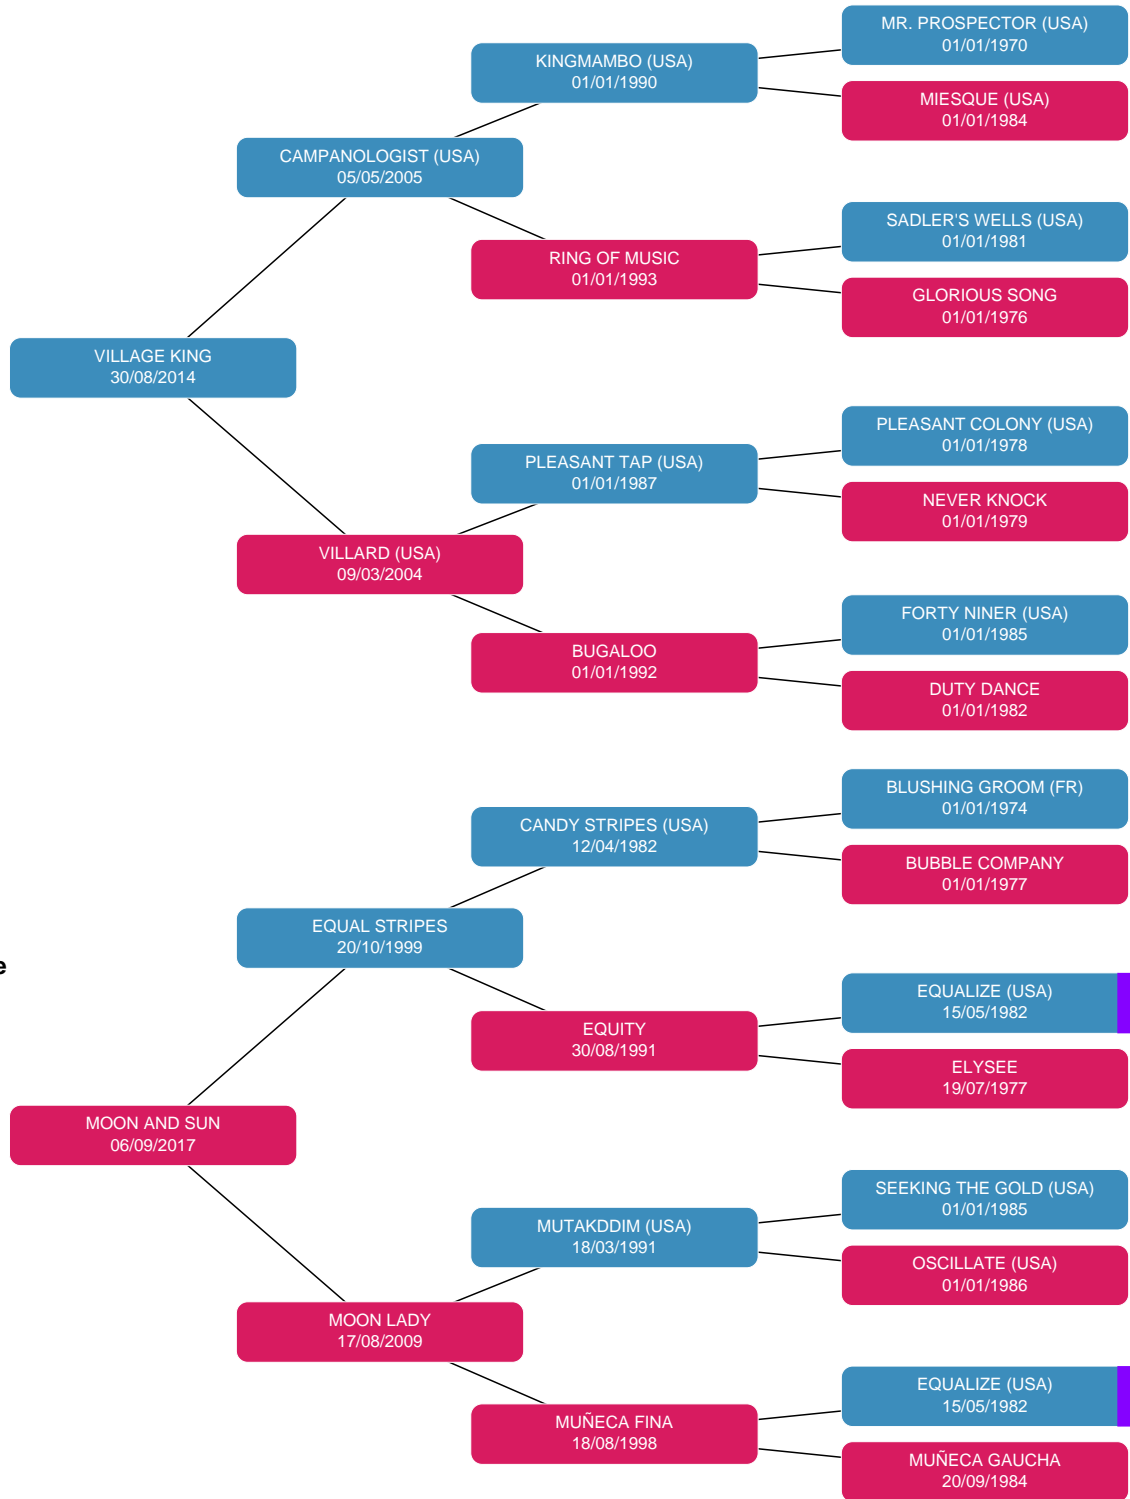 MR. PROSPECTOR (USA)
01/01/1970
KINGMAMBO (USA)
01/01/1990
MIESQUE (USA)
01/01/1984
CAMPANOLOGIST (USA)
05/05/2005
SADLER'S WELLS (USA)
01/01/1981
RING OF MUSIC
01/01/1993
GLORIOUS SONG
01/01/1976
VILLAGE KING
30/08/2014
PLEASANT COLONY (USA)
01/01/1978
PLEASANT TAP (USA)
01/01/1987
NEVER KNOCK
01/01/1979
VILLARD (USA)
09/03/2004
FORTY NINER (USA)
01/01/1985
BUGALOO
01/01/1992
DUTY DANCE
01/01/1982
BLUSHING GROOM (FR)
01/01/1974
CANDY STRIPES (USA)
12/04/1982
BUBBLE COMPANY
01/01/1977
EQUAL STRIPES
20/10/1999
e
EQUALIZE (USA)
15/05/1982
EQUITY
30/08/1991
ELYSEE
19/07/1977
MOON AND SUN
06/09/2017
SEEKING THE GOLD (USA)
01/01/1985
MUTAKDDIM (USA)
18/03/1991
OSCILLATE (USA)
01/01/1986
MOON LADY
17/08/2009
EQUALIZE (USA)
15/05/1982
MUÑECA FINA
18/08/1998
MUÑECA GAUCHA
20/09/1984